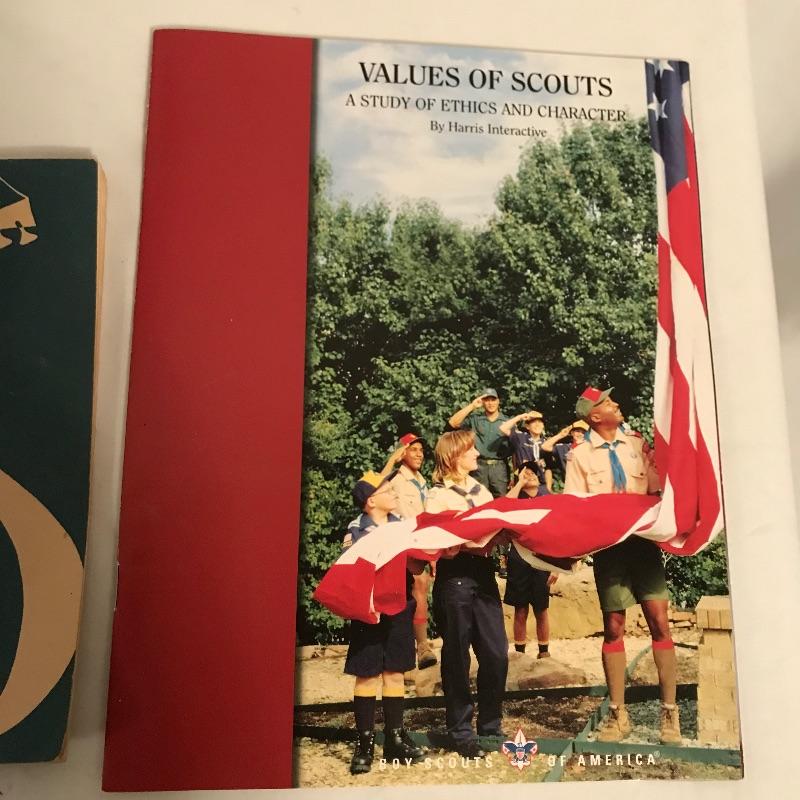 VALUES OF SCOUTS
A STUDY OF ETHICS AND CHARACTER
By Harris Interactive
BOY SCOUTS OF AMERICA®